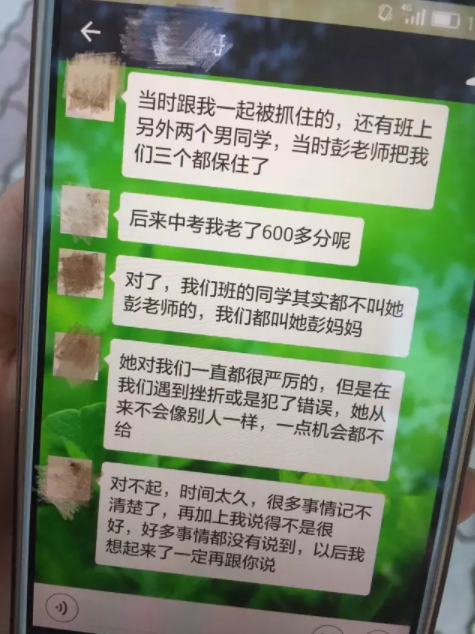 4G
当时跟我一起被抓住的，还有班上
另外两个男同学，当时彭老师把我
们三个都保住了
后来中考我老了600多分呢
对了，我们班的同学其实都不叫她
彭老师的，我们都叫她彭妈妈
她对我们一直都很严厉的，但是在
我们遇到挫折或是犯了错误，她从
来不会像别人一样，一点机会都不
给
对不起，时间太久，很多事情记不
清楚了，再加上我说得不是很
好，好多事情都没有说到，以后我
想起来了一定再跟你说